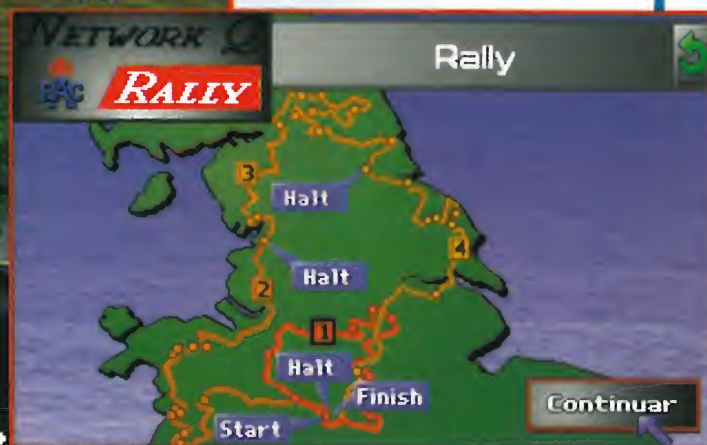 NETWORK Q
RAC RALLY
Rally
3
Halt
4
Halt
2
1
Halt
Finish
Continuar
Start